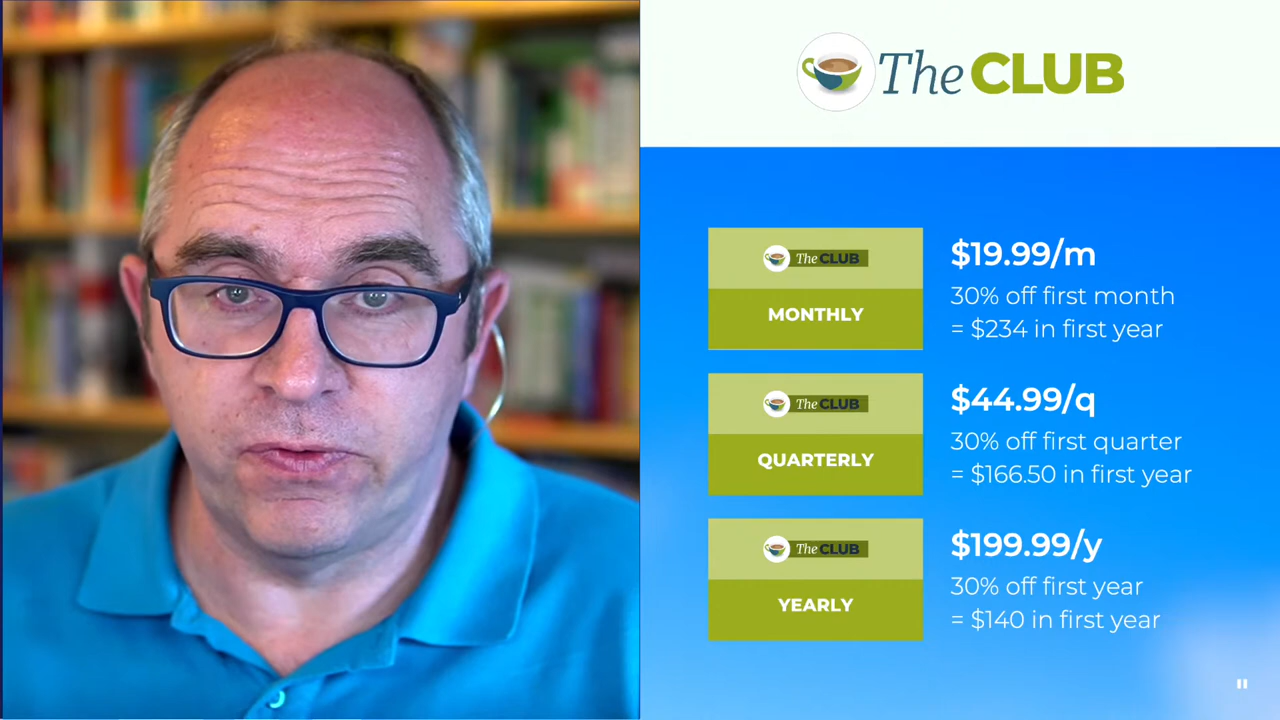 The CLUB
The CLUB
MONTHLY
$19.99/m
30% off first month
= $234 in first year
The CLUB
QUARTERLY
$44.99/q
30% off first quarter
= $166.50 in first year
The CLUB
YEARLY
$199.99/y
30% off first year
= $140 in first year